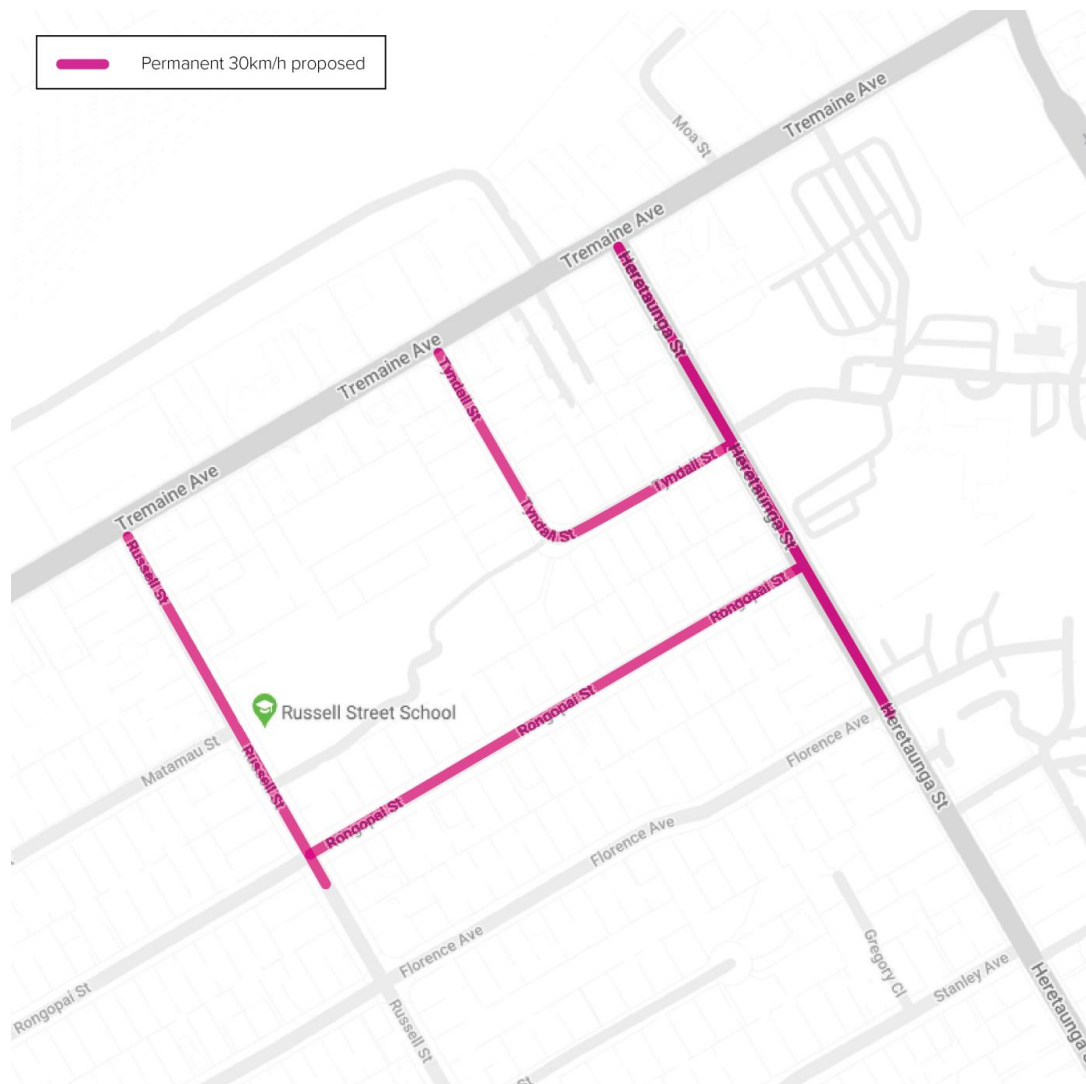 Permanent 30km/h proposed
Tremaine Ave
Moa St
Tremaine Ave
Heretaunga St
Tremaine Ave
Tyndall St
Tyndall St
Heretaunga St
Tremaine Ave
Tyndall St
Russell St
Rongopai St
Rongopai St
Russell Street School
Heretaunga St
Matamau St
Florence Ave
Russell St
Rongopai St
Florence Ave
Florence Ave
Gregory Cl
Stanley Ave
Rongopai St
Russell St
Heretaunga S
St